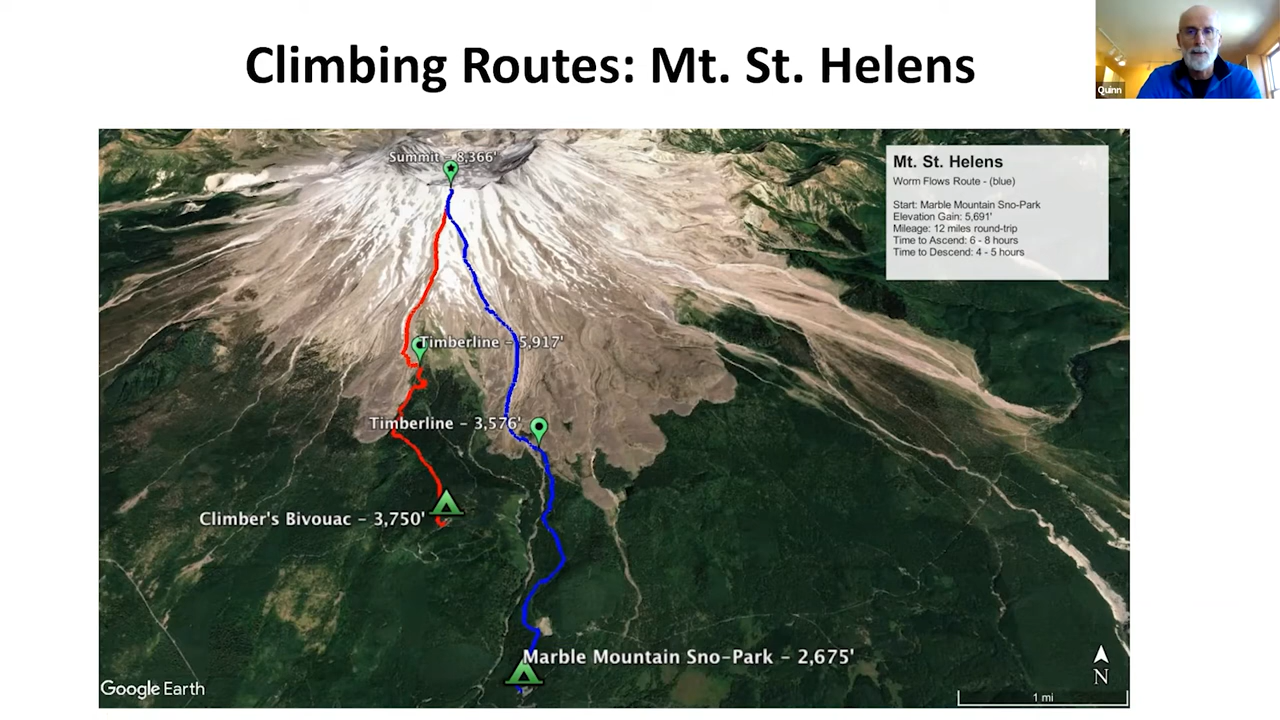 Climbing Routes: Mt. St. Helens
Quinn
Summit - 8,366'
Mt. St. Helens
Worm Flows Route - (blue)
Start: Marble Mountain Sno-Park
Elevation Gain: 5,691'
Mileage: 12 miles round-trip
Time to Ascend: 6 - 8 hours
Time to Descend: 4 - 5 hours
Timberline - 5,917'
Timberline - 3,576'
Climber's Bivouac - 3,750'
Marble Mountain Sno-Park - 2,675'
Google Earth
N
1 mi